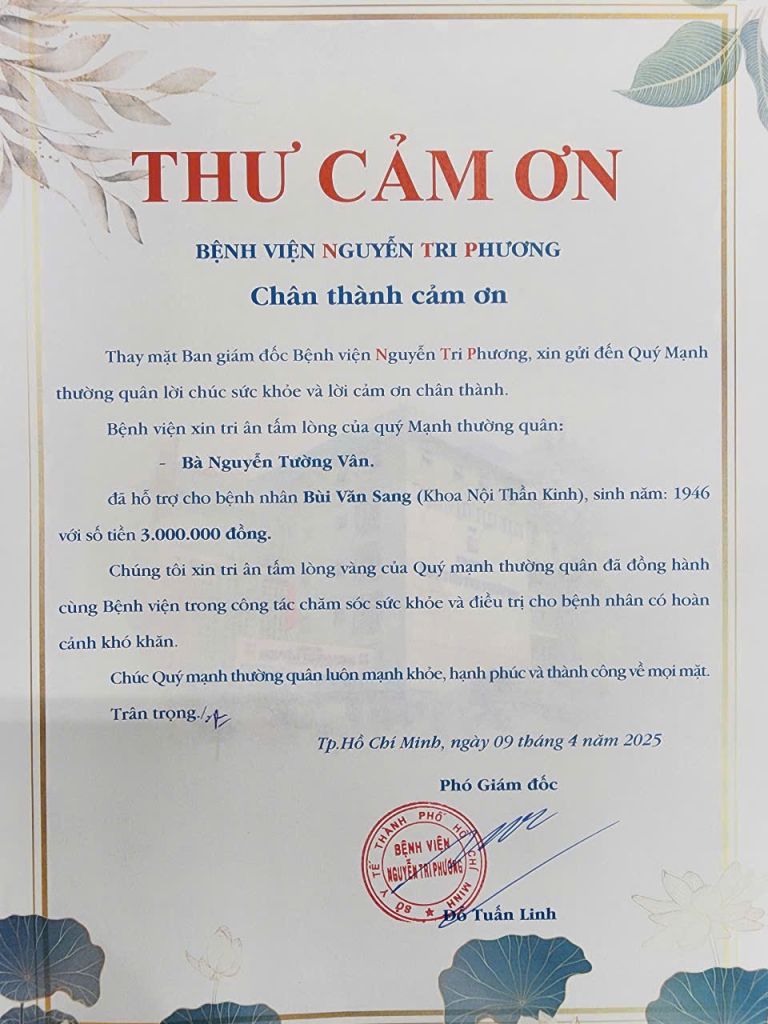 THƯ CẢM ƠN
BỆNH VIỆN NGUYỄN TRI PHƯƠNG
Chân thành cảm ơn
Thay mặt Ban giám đốc Bệnh viện Nguyễn Tri Phương, xin gửi đến Quý Mạnh
thường quân lời chúc sức khỏe và lời cảm ơn chân thành.
Bệnh viện xin tri ân tấm lòng của quý Mạnh thường quân:
- Bà Nguyễn Tường Vân.
đã hỗ trợ cho bệnh nhân Bùi Văn Sang (Khoa Nội Thần Kinh), sinh năm: 1946
với số tiền 3.000.000 đồng.
Chúng tôi xin tri ân tấm lòng vàng của Quý mạnh thường quân đã đồng hành
cùng Bệnh viện trong công tác chăm sóc sức khỏe và điều trị cho bệnh nhân có hoàn
cảnh khó khăn.
Chúc Quý mạnh thường quân luôn mạnh khỏe, hạnh phúc và thành công về mọi mặt.
Trân trọng./
Tp.Hồ Chí Minh, ngày 09 tháng 4 năm 2025
Phó Giám đốc
SỞ Y TẾ THÀNH PHỐ HỒ CHÍ MINH
BỆNH VIỆN
NGUYỄN TRI PHƯƠNG
Đỗ Tuấn Linh